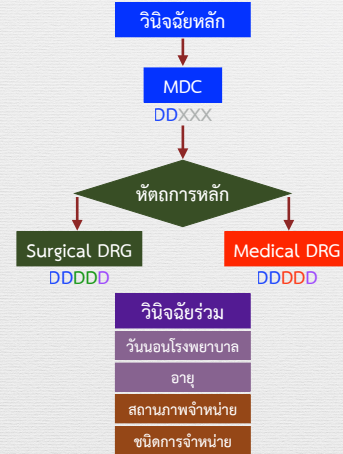 วินิจฉัยหลัก
MDC
DDXXX
หัตถการหลัก
Surgical DRG
Medical DRG
DDDDD
DDDDD
วินิจฉัยร่วม
วันนอนโรงพยาบาล
อายุ
สถานภาพจำหน่าย
ชนิดการจำหน่าย